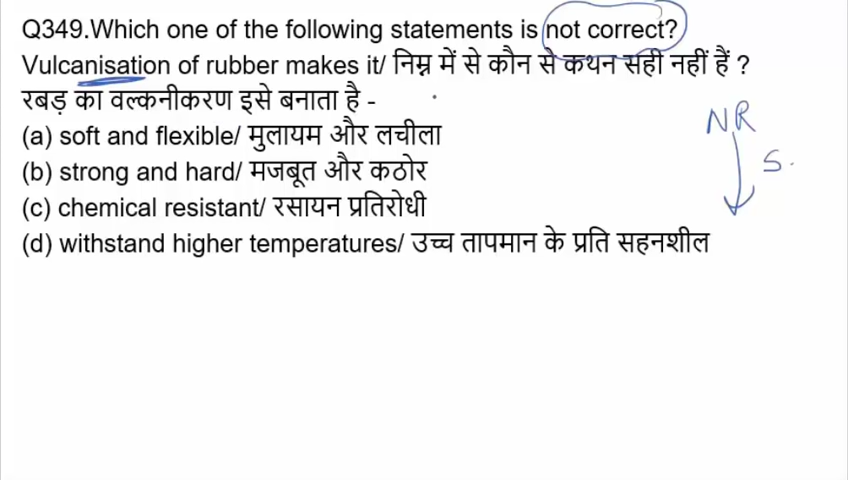 Q349.Which one of the following statements is not correct?
Vulcanisation of rubber makes it/ निम्न में से कौन से कथन सही नहीं हैं ?
रबड़ का वल्कनीकरण इसे बनाता है -
(a) soft and flexible/ मुलायम और लचीला
(b) strong and hard/ मजबूत और कठोर
(c) chemical resistant/ रसायन प्रतिरोधी
(d) withstand higher temperatures/ उच्च तापमान के प्रति सहनशील
NR
S.